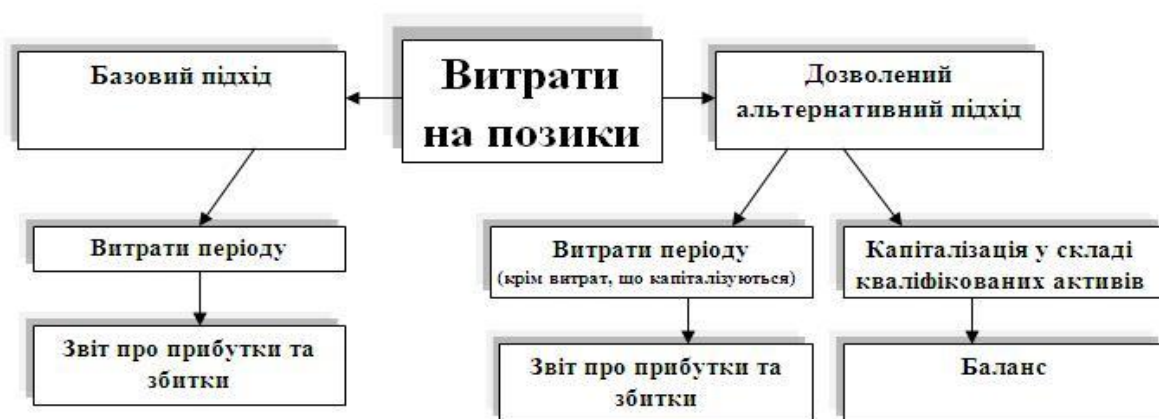 Базовий підхід
Витрати
на позики
Дозволений
альтернативний підхід
Витрати періоду
Звіт про прибутки та
збитки
Витрати періоду
(крім витрат, що капіталізуються)
Звіт про прибутки та
збитки
Капіталізація у складі
кваліфікованих активів
Баланс